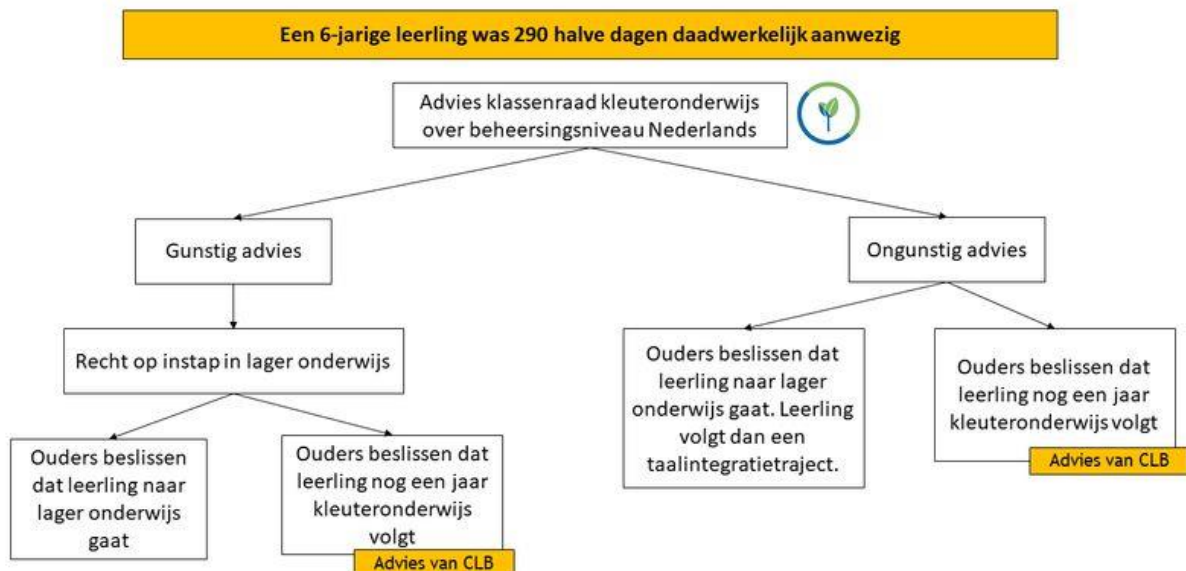 Een 6-jarige leerling was 290 halve dagen daadwerkelijk aanwezig
Advies klassenraad kleuteronderwijs
over beheersingsniveau Nederlands
Gunstig advies
Ongunstig advies
Recht op instap in lager onderwijs
Ouders beslissen
dat leerling naar
lager onderwijs
gaat
Ouders beslissen dat
leerling nog een jaar
kleuteronderwijs
volgt
Advies van CLB
Ouders beslissen dat
leerling naar lager
onderwijs gaat. Leerling
volgt dan een
taalintegratietraject.
Ouders beslissen dat
leerling nog een jaar
kleuteronderwijs volgt
Advies van CLB